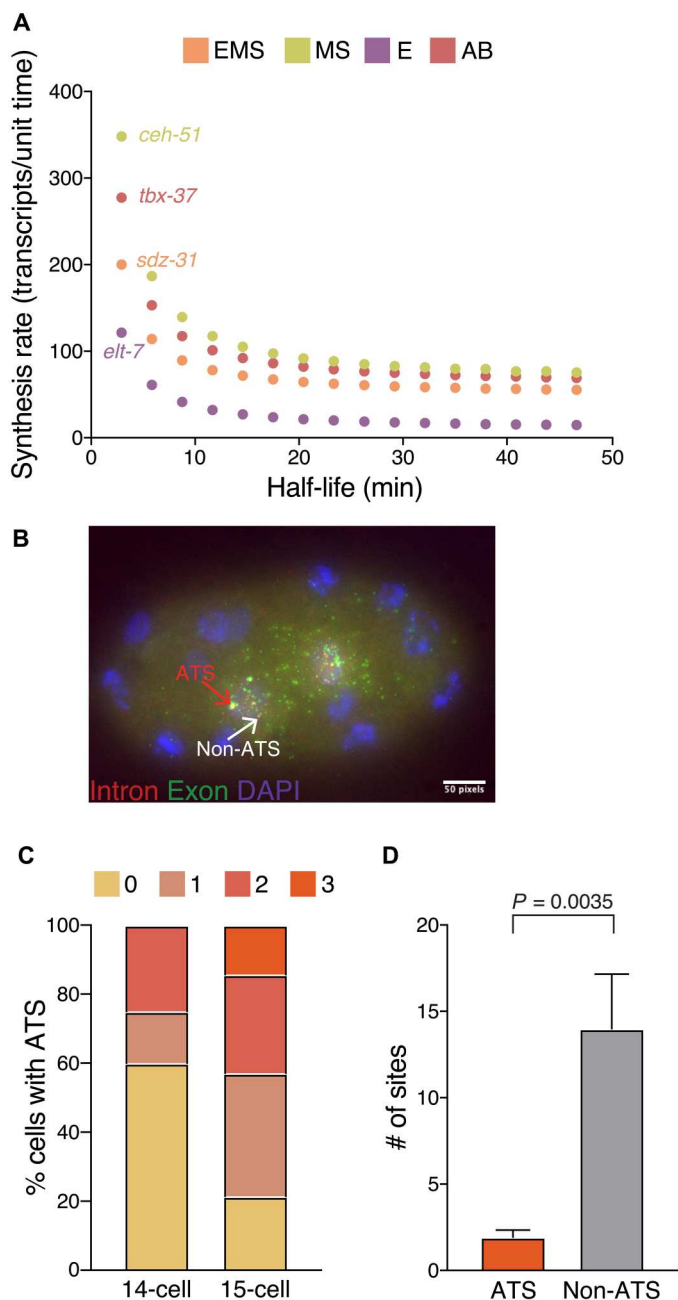 A
EMS MS E AB
Synthesis rate (transcripts/unit time)
400
300
200
100
0
ceh-51
tbx-37
sdz-31
elt-7
0 10 20 30 40 50
Half-life (min)
B
ATS
Non-ATS
Intron Exon DAPI
50 pixels
C
0 1 2 3
% cells with ATS
100
80
60
40
20
0
14-cell 15-cell
D
P = 0.0035
# of sites
20
15
10
5
0
ATS Non-ATS